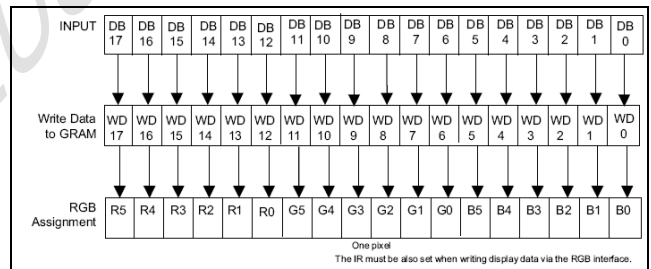 INPUT DB 17 DB 16 DB 15 DB 14 DB 13 DB 12 DB 11 DB 10 DB 9 DB 8 DB 7 DB 6 DB 5 DB 4 DB 3 DB 2 DB 1 DB 0
Write Data to GRAM WD 17 WD 16 WD 15 WD 14 WD 13 WD 12 WD 11 WD 10 WD 9 WD 8 WD 7 WD 6 WD 5 WD 4 WD 3 WD 2 WD 1 WD 0
RGB Assignment R5 R4 R3 R2 R1 R0 G5 G4 G3 G2 G1 G0 B5 B4 B3 B2 B1 B0
One pixel
The IR must be also set when writing display data via the RGB interface.